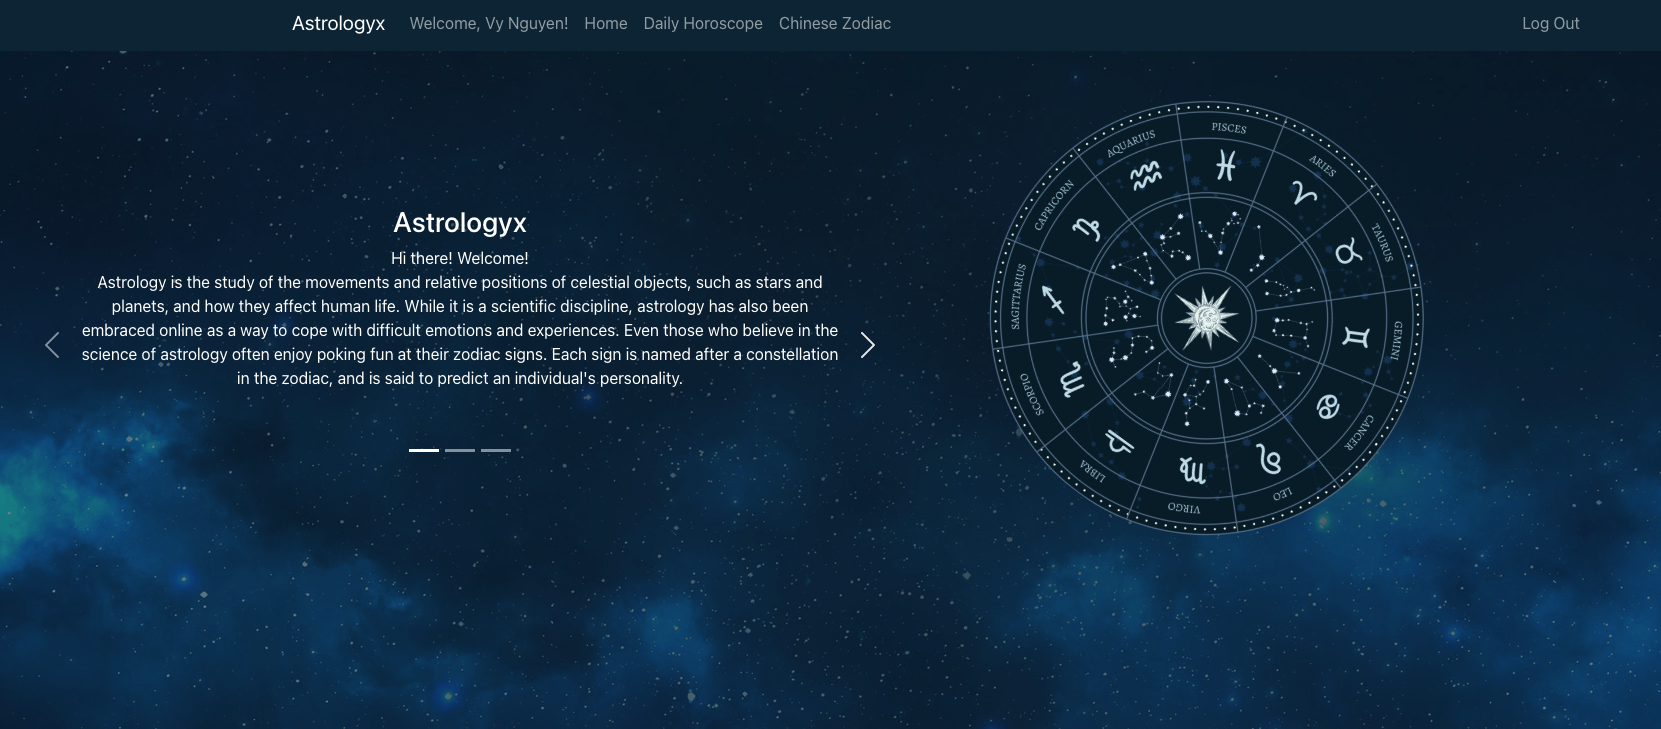 Astrologyx Welcome, Vy Nguyen! Home Daily Horoscope Chinese Zodiac Log Out
Astrologyx
Hi there! Welcome!
Astrology is the study of the movements and relative positions of celestial objects, such as stars and
planets, and how they affect human life. While it is a scientific discipline, astrology has also been
embraced online as a way to cope with difficult emotions and experiences. Even those who believe in the
science of astrology often enjoy poking fun at their zodiac signs. Each sign is named after a constellation
in the zodiac, and is said to predict an individual's personality.
PISCES
ARIES
TAURUS
GEMINI
CANCER
LEO
VIRGO
LIBRA
SCORPIO
SAGITTARIUS
CAPRICORN
AQUARIUS